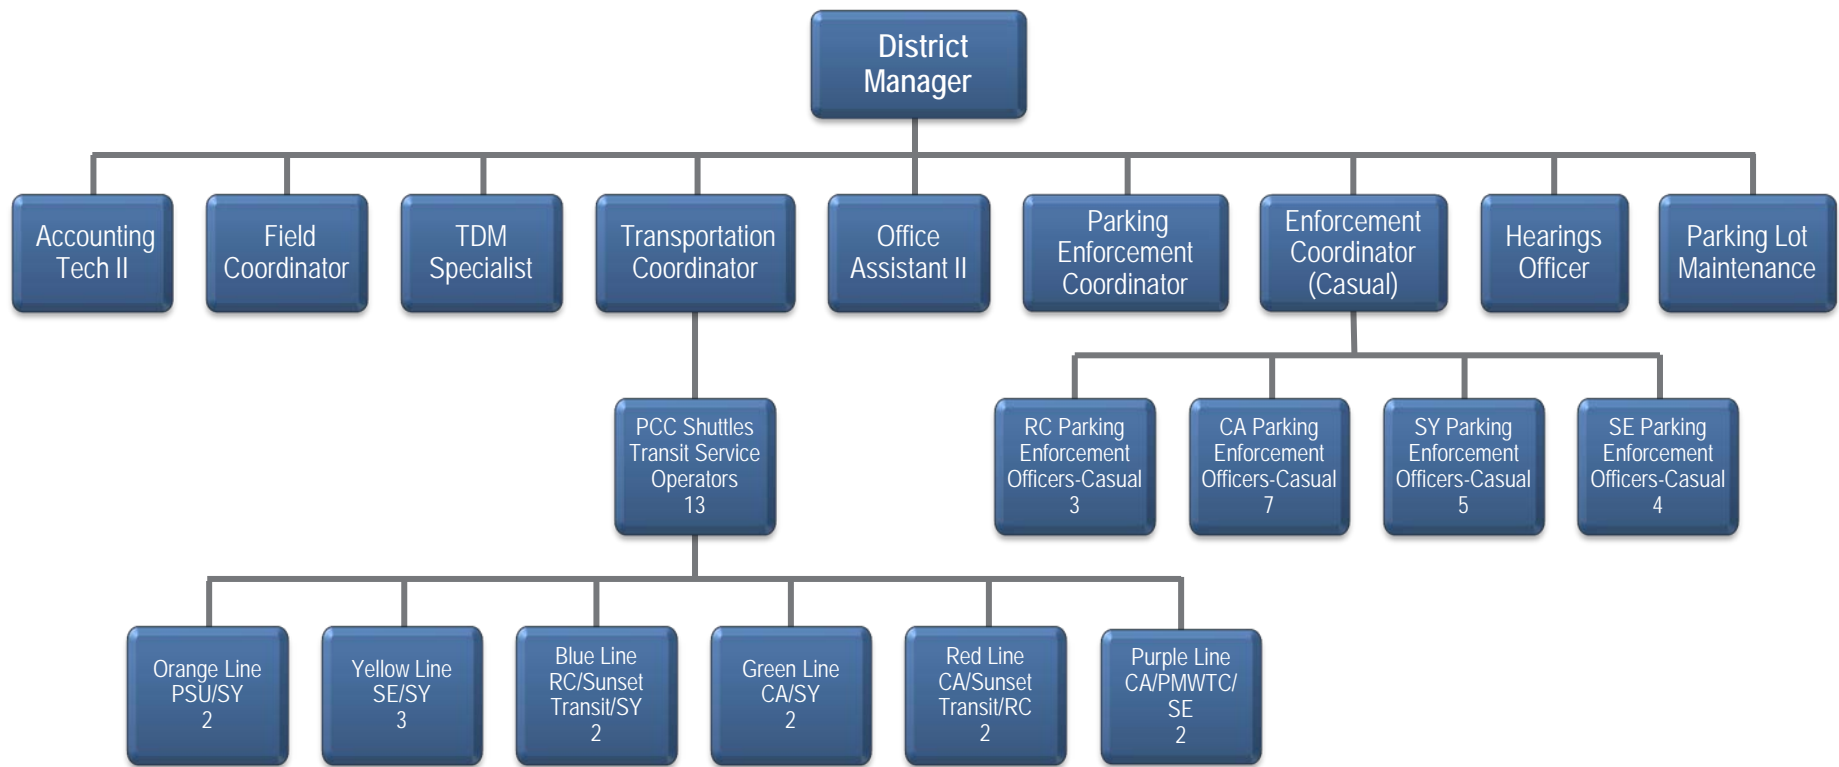 District
Manager
Accounting
Tech II
Field
Coordinator
TDM
Specialist
Transportation
Coordinator
Office
Assistant II
Parking
Enforcement
Coordinator
Enforcement
Coordinator
(Casual)
Hearings
Officer
Parking Lot
Maintenance
PCC Shuttles
Transit Service
Operators
13
RC Parking
Enforcement
Officers-Casual
3
CA Parking
Enforcement
Officers-Casual
7
SY Parking
Enforcement
Officers-Casual
5
SE Parking
Enforcement
Officers-Casual
4
Orange Line
PSU/SY
2
Yellow Line
SE/SY
3
Blue Line
RC/Sunset
Transit/SY
2
Green Line
CA/SY
2
Red Line
CA/Sunset
Transit/RC
2
Purple Line
CA/PMWTC/
SE
2